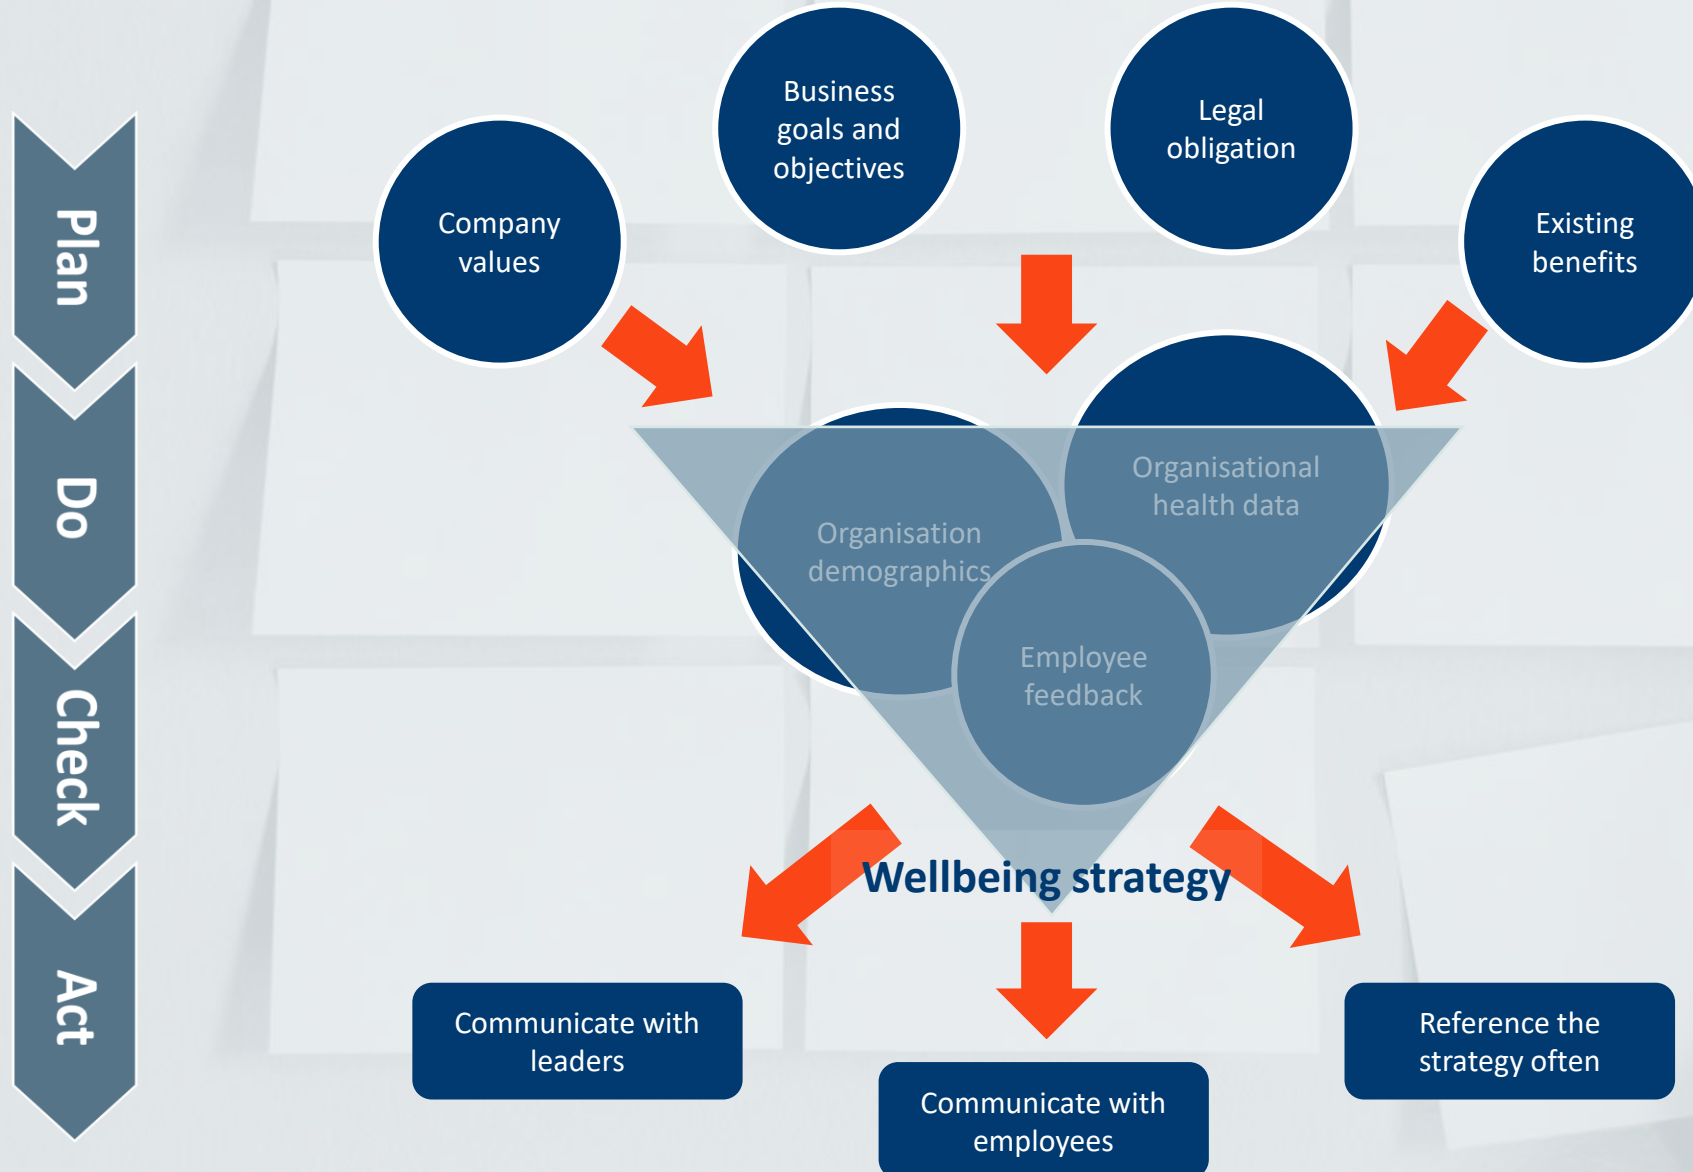 Plan
Do
Check
Act
Business
goals and
objectives
Legal
obligation
Company
values
Existing
benefits
Organisational
health data
Organisation
demographics
Employee
feedback
Wellbeing strategy
Communicate with
leaders
Communicate with
employees
Reference the
strategy often